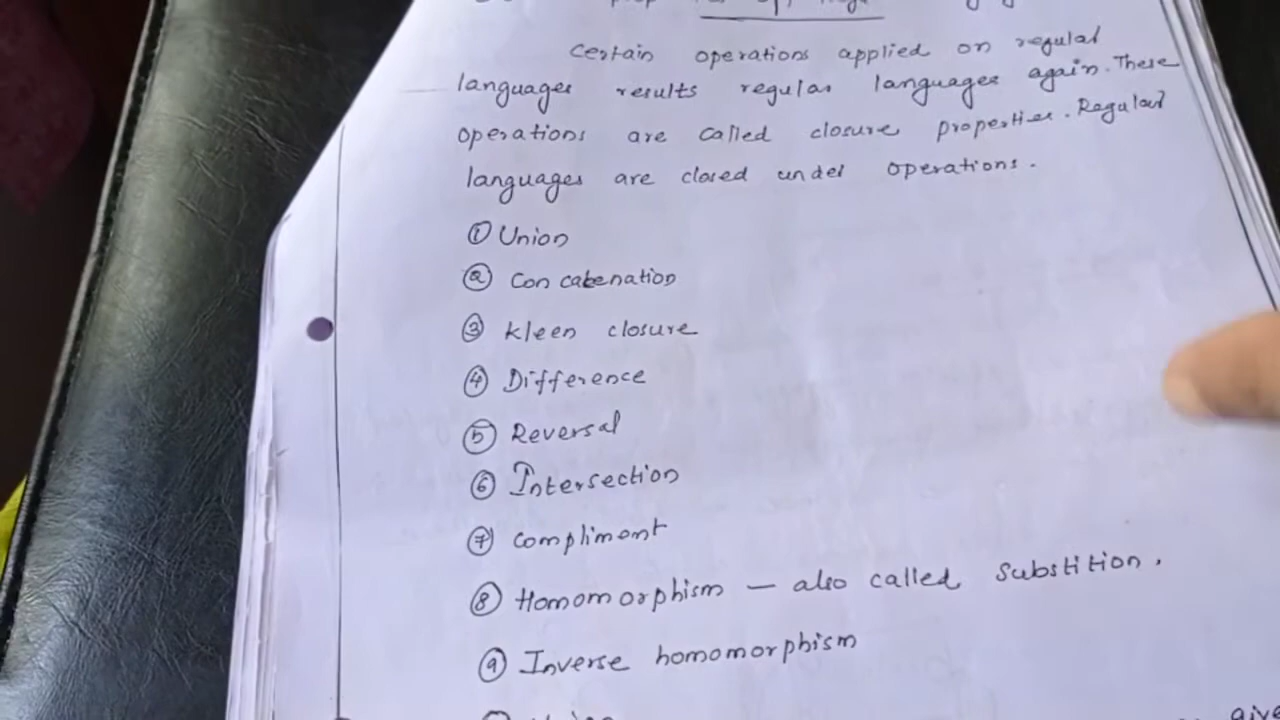 Certain operations applied on regular
languages results regular languages again. These
operations are called closure properties. Regular
languages are closed under operations.
① Union
② Con catenation
③ kleen closure
④ Difference
⑤ Reversal
⑥ Intersection
⑦ compliment
⑧ Homomorphism — also called substition.
⑨ Inverse homomorphism